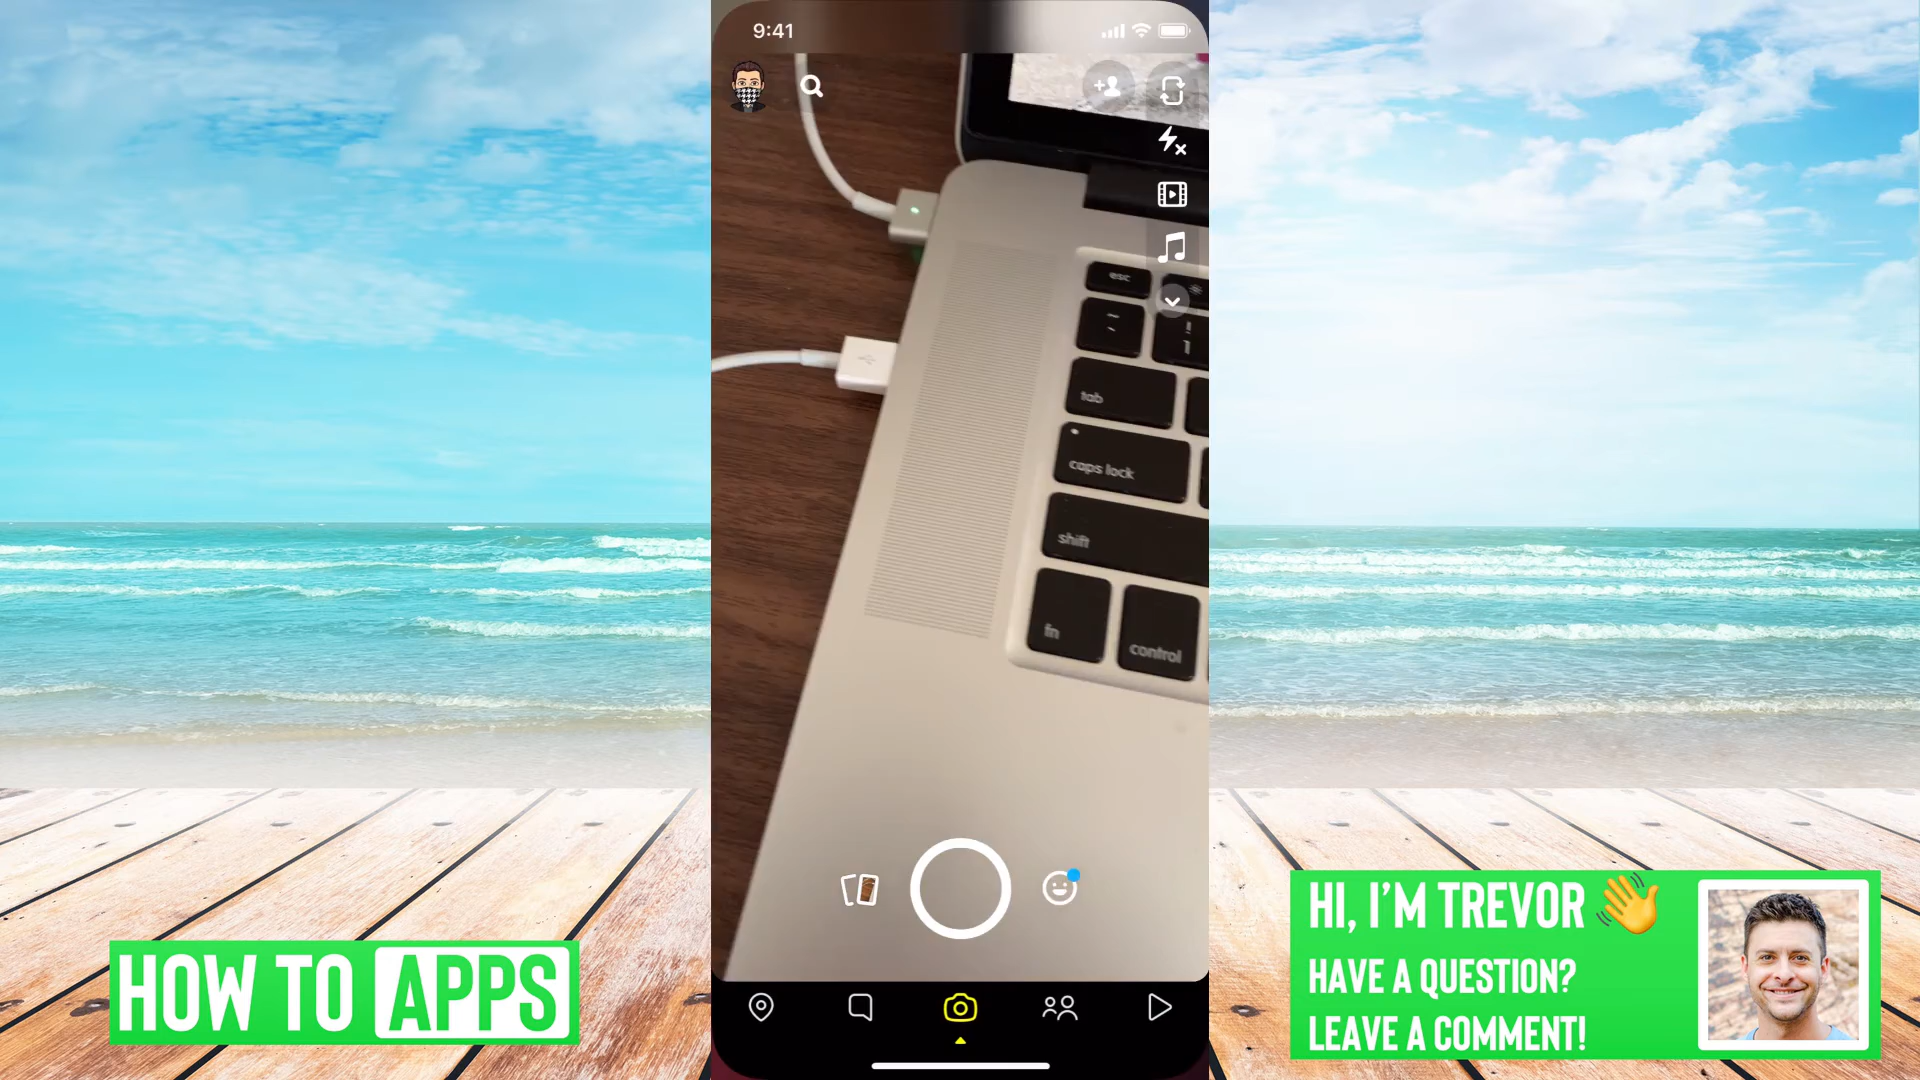 9:41
esc
tab
caps lock
shift
fn
control
HOW TO APPS
HI, I'M TREVOR 👋
HAVE A QUESTION?
LEAVE A COMMENT!